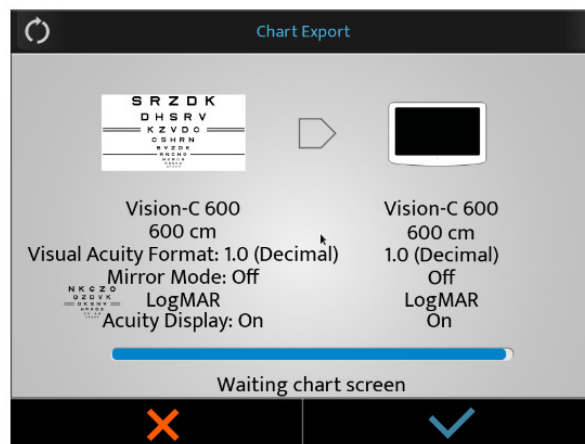 Chart Export
S R Z D K
D H S R V
K Z V D C
C S H R N
S V Z D K
R N C N O
Vision-C 600
600 cm
Visual Acuity Format: 1.0 (Decimal)
Mirror Mode: Off
LogMAR
Acuity Display: On
N K C Z O
O Z D V K
D K S N V
Vision-C 600
600 cm
1.0 (Decimal)
Off
LogMAR
On
Waiting chart screen